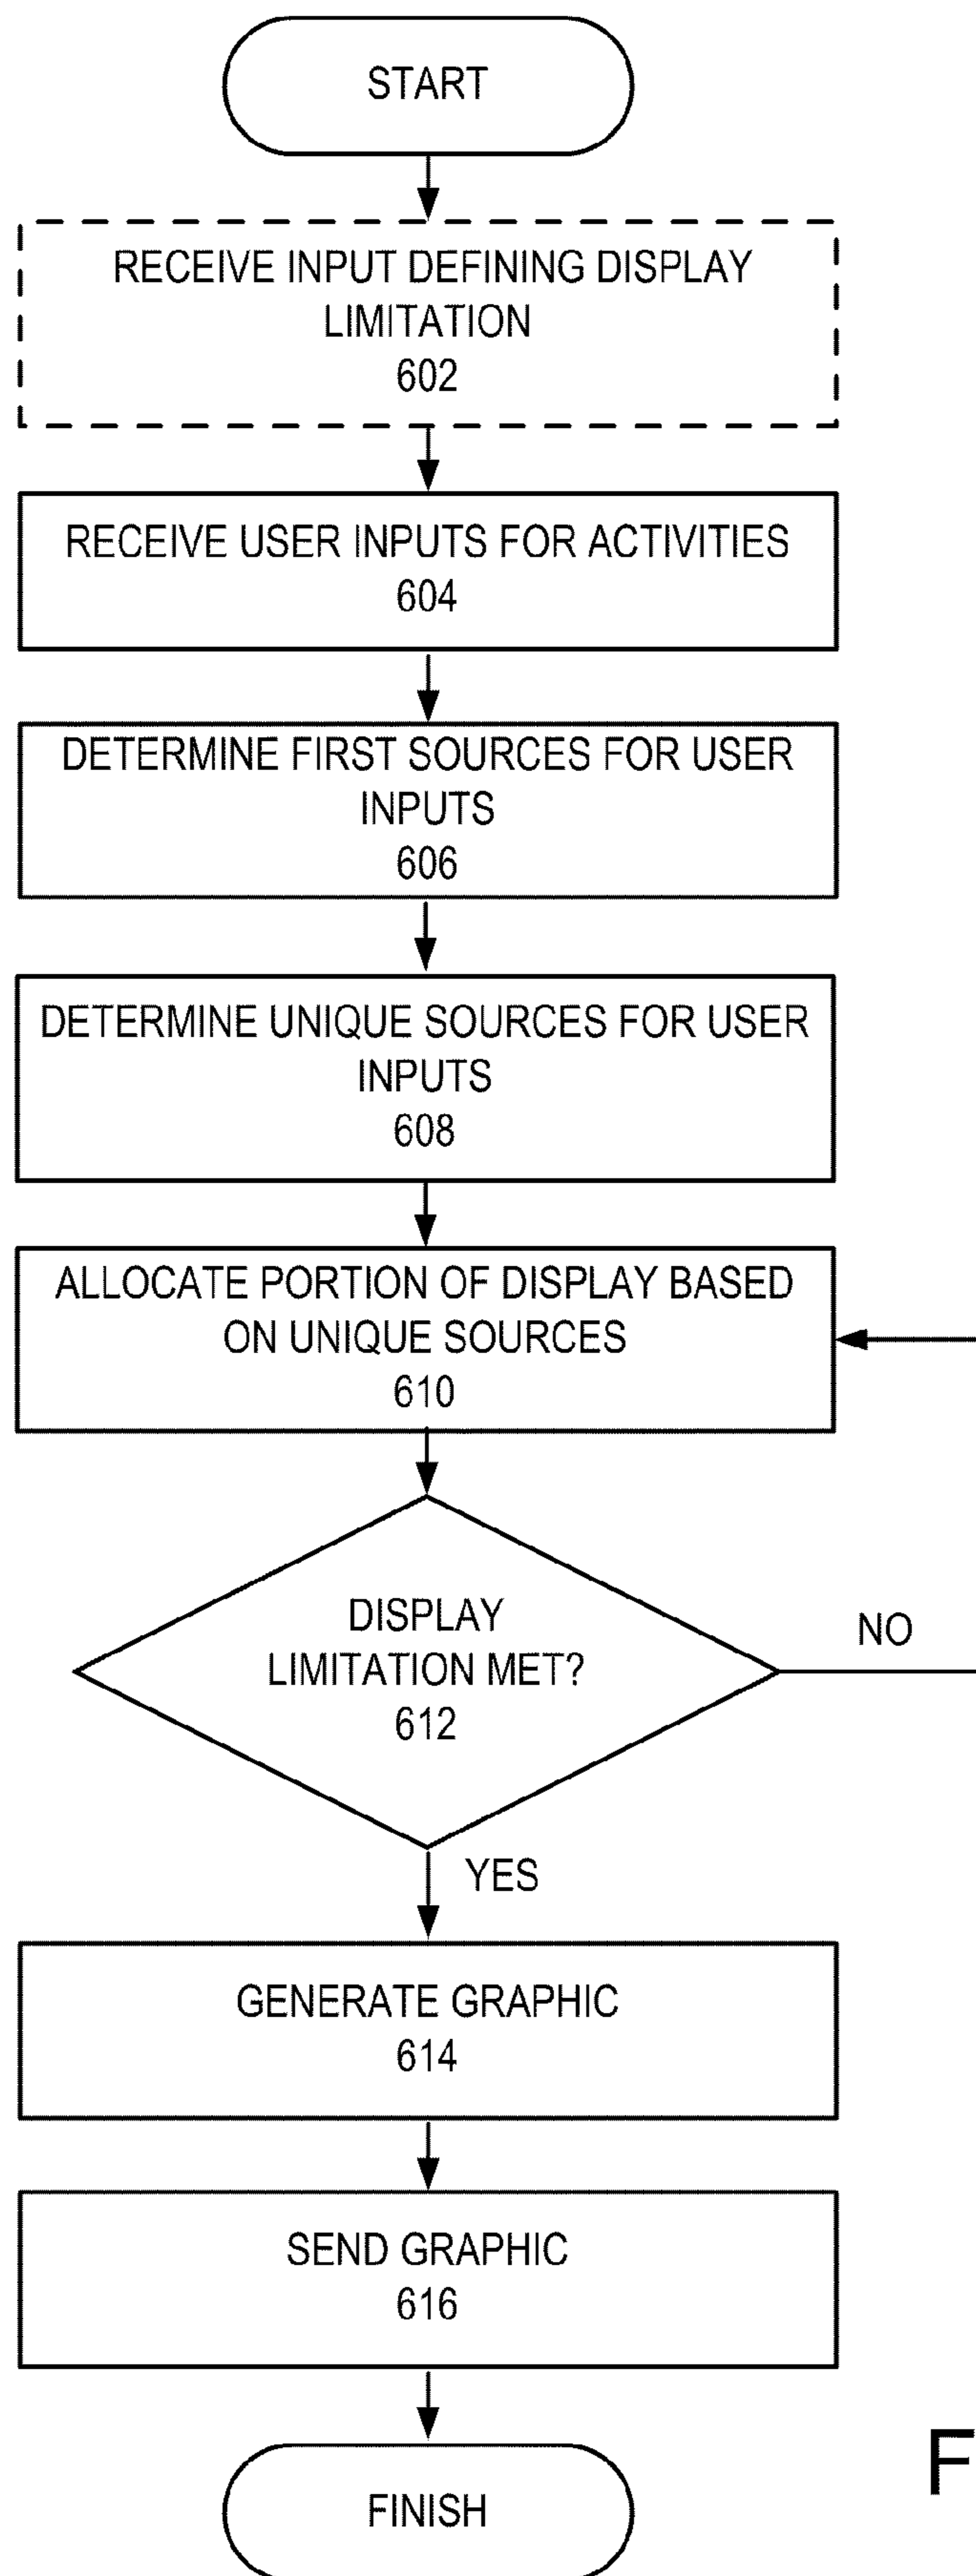 START
RECEIVE INPUT DEFINING DISPLAY
LIMITATION
602
RECEIVE USER INPUTS FOR ACTIVITIES
604
DETERMINE FIRST SOURCES FOR USER
INPUTS
606
DETERMINE UNIQUE SOURCES FOR USER
INPUTS
608
ALLOCATE PORTION OF DISPLAY BASED
ON UNIQUE SOURCES
610
DISPLAY
LIMITATION MET?
612
NO
YES
GENERATE GRAPHIC
614
SEND GRAPHIC
616
F
FINISH